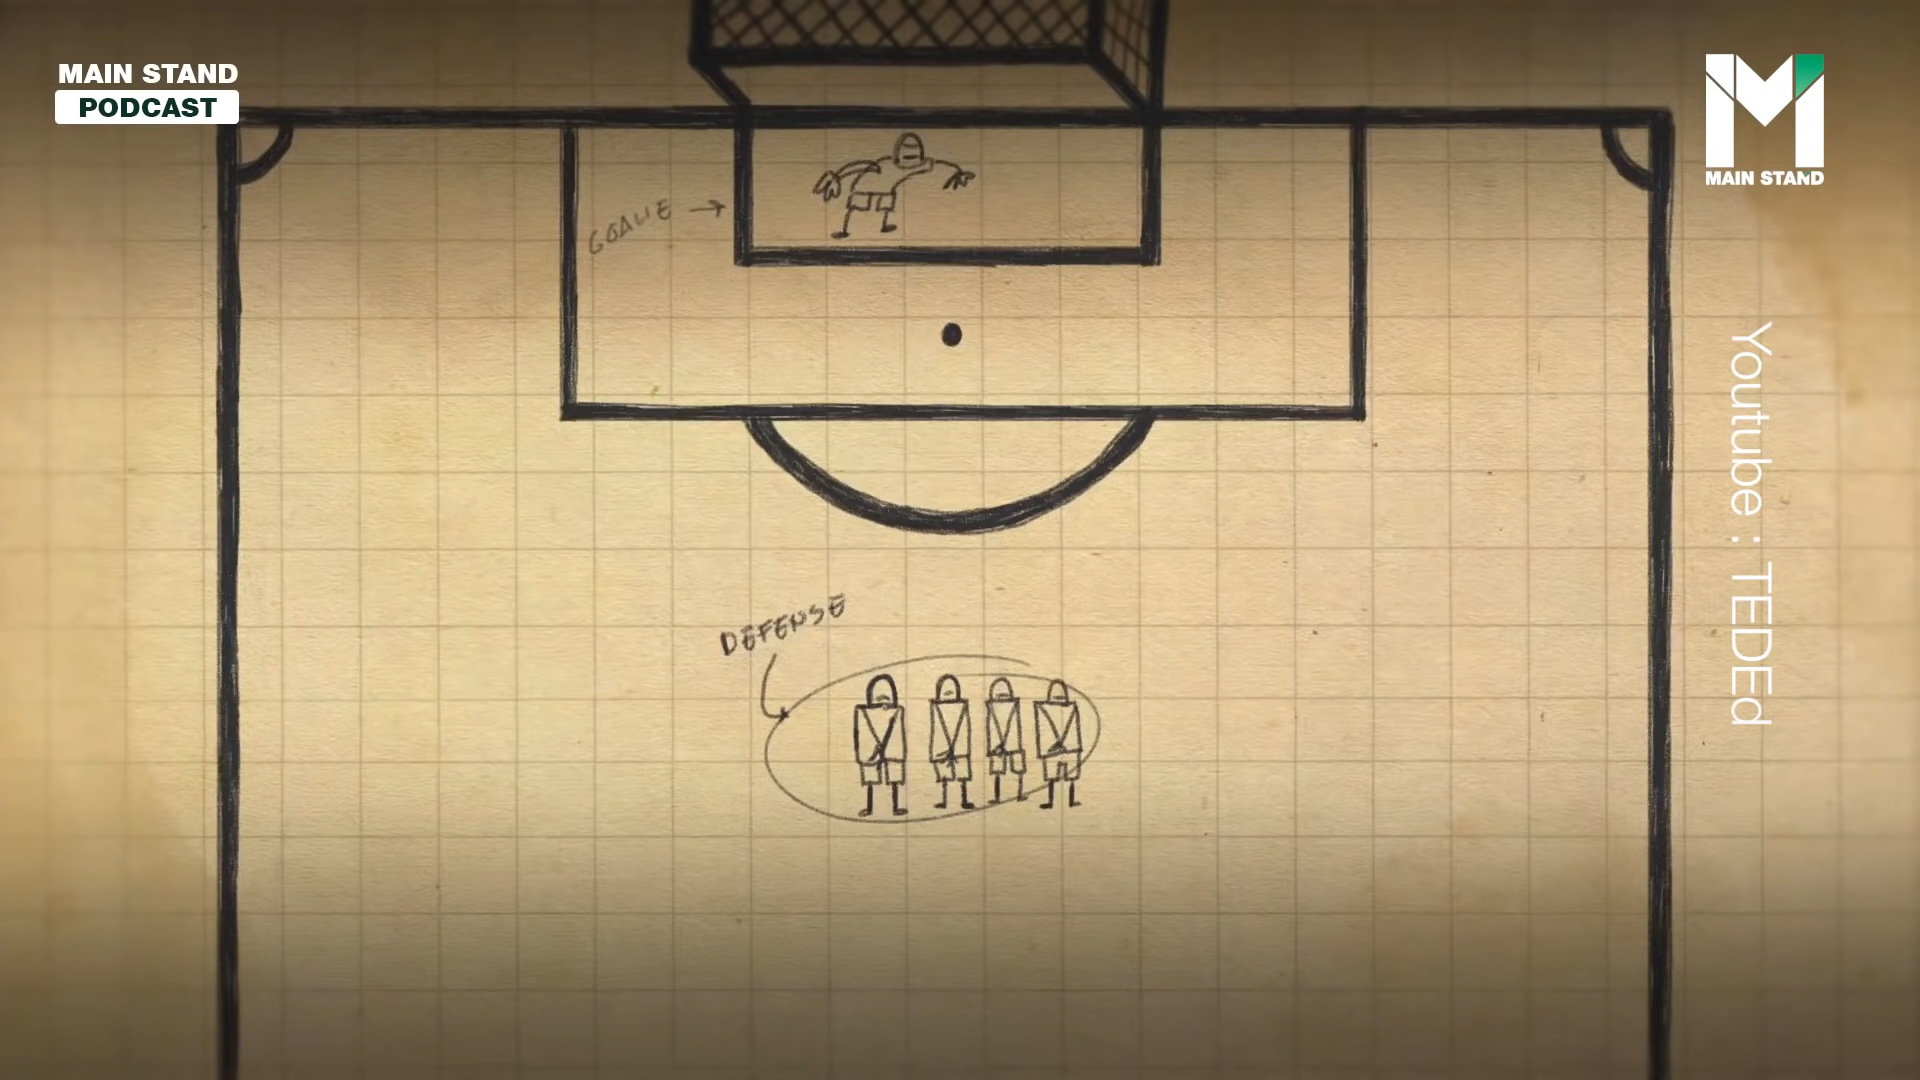 MAIN STAND
PODCAST
MAIN STAND
GOALIE
DEFENSE
Youtube : TEDEd